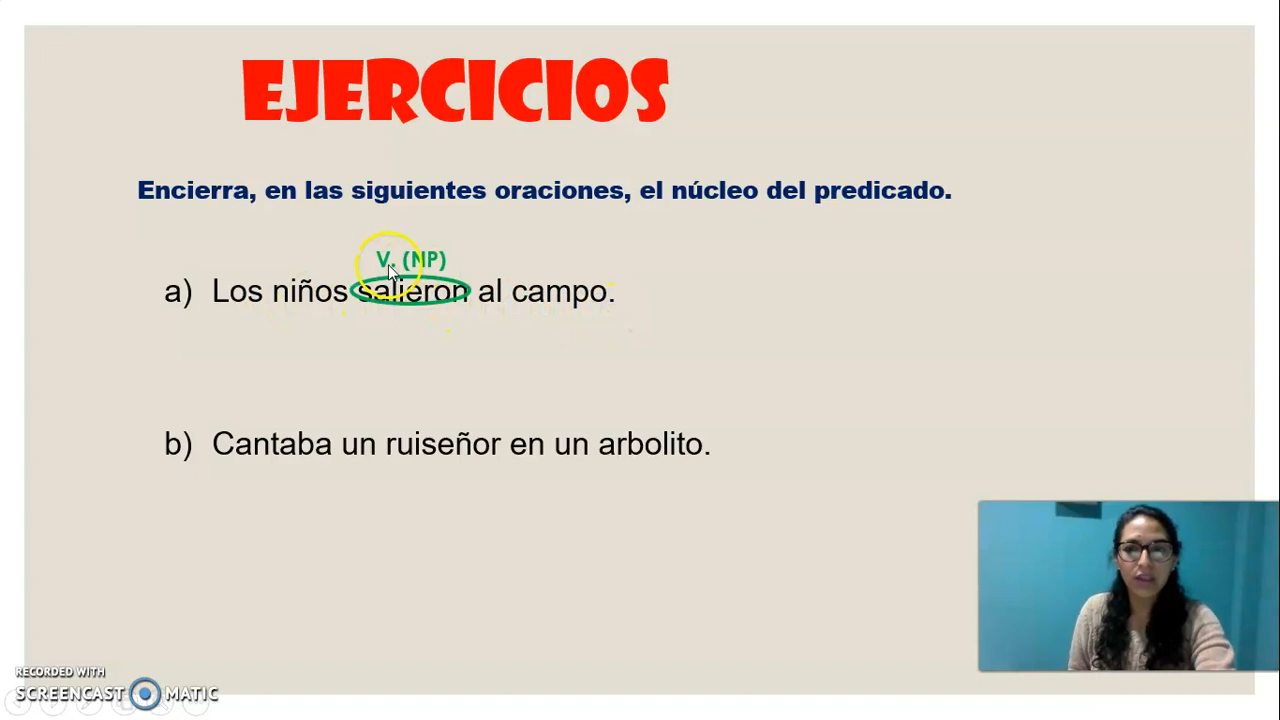 EJERCICIOS
Encierra, en las siguientes oraciones, el núcleo del predicado.
V. (NP)
a) Los niños salieron al campo.
b) Cantaba un ruiseñor en un arbolito.
RECORDED WITH
SCREENCAST MATIC